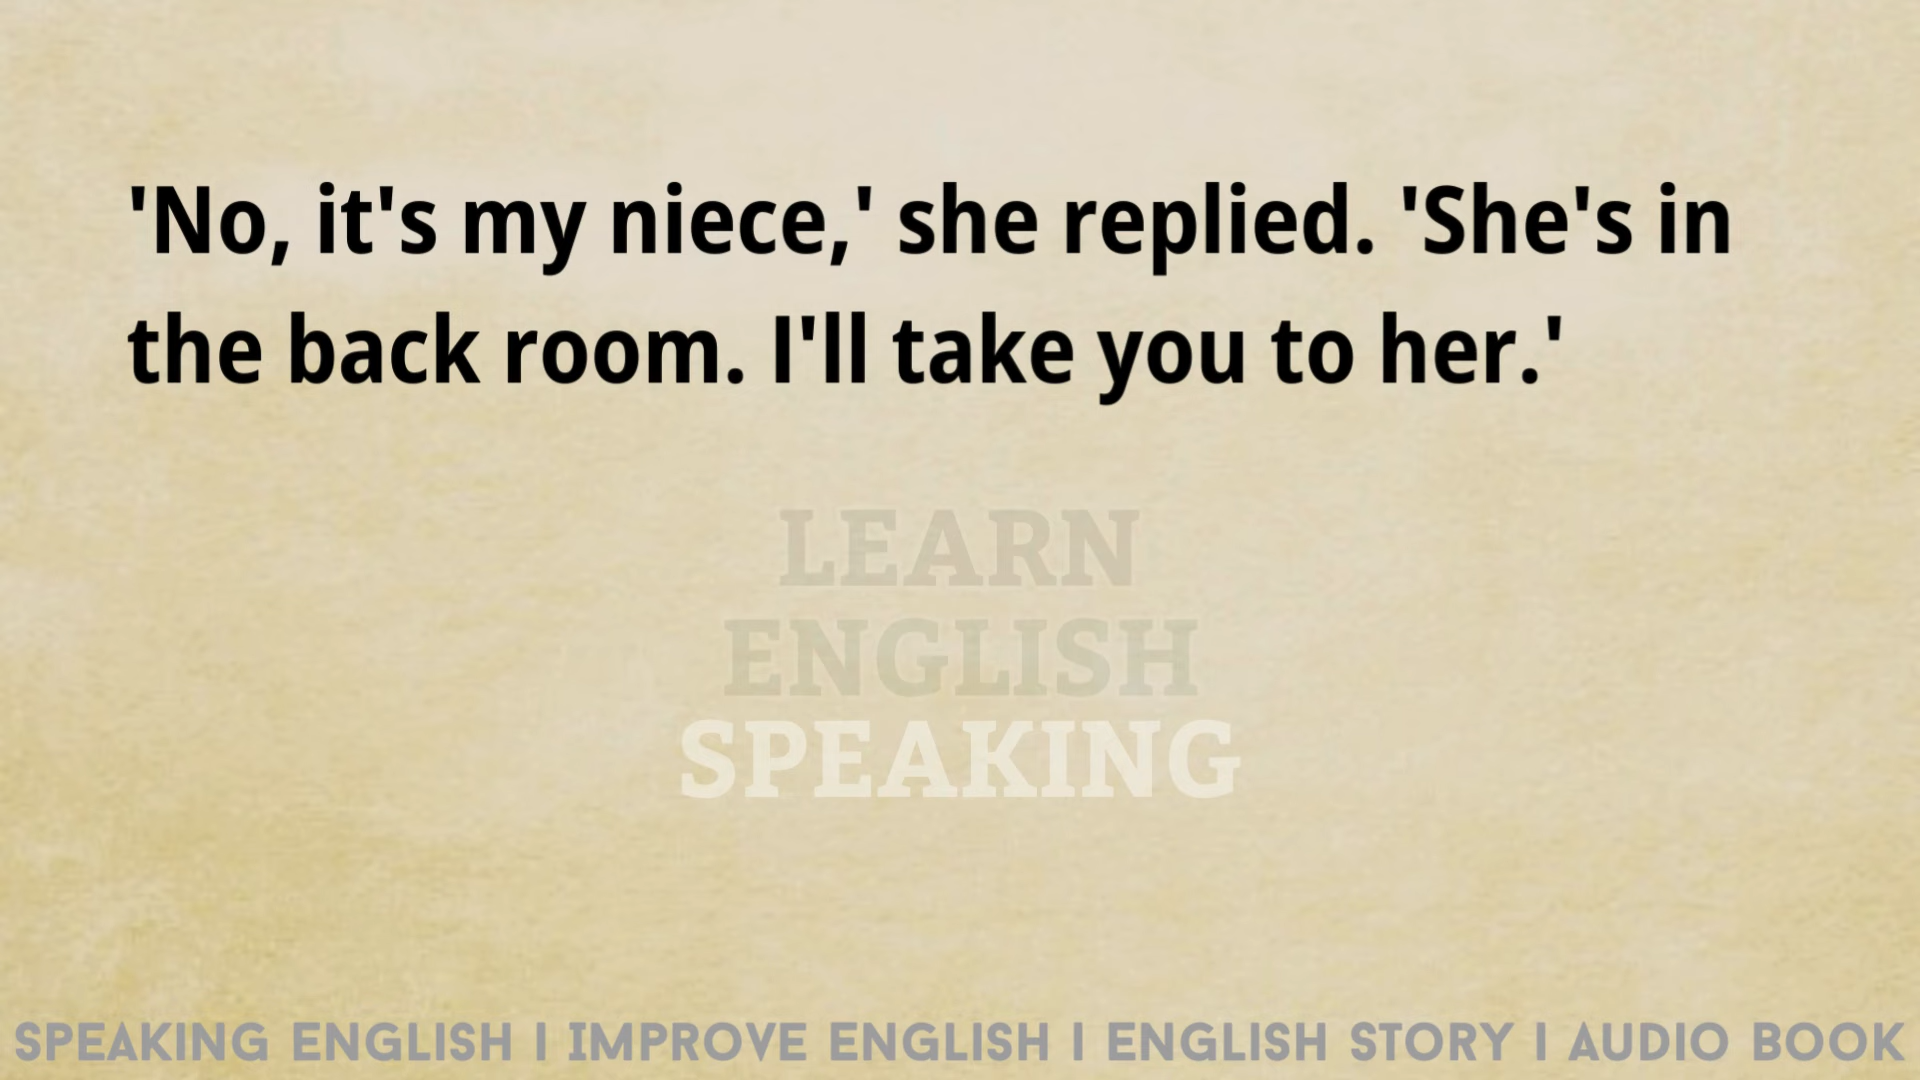 'No, it's my niece,' she replied. 'She's in
the back room. I'll take you to her.'
LEARN
ENGLISH
SPEAKING
SPEAKING ENGLISH I IMPROVE ENGLISH I ENGLISH STORY I AUDIO BOOK